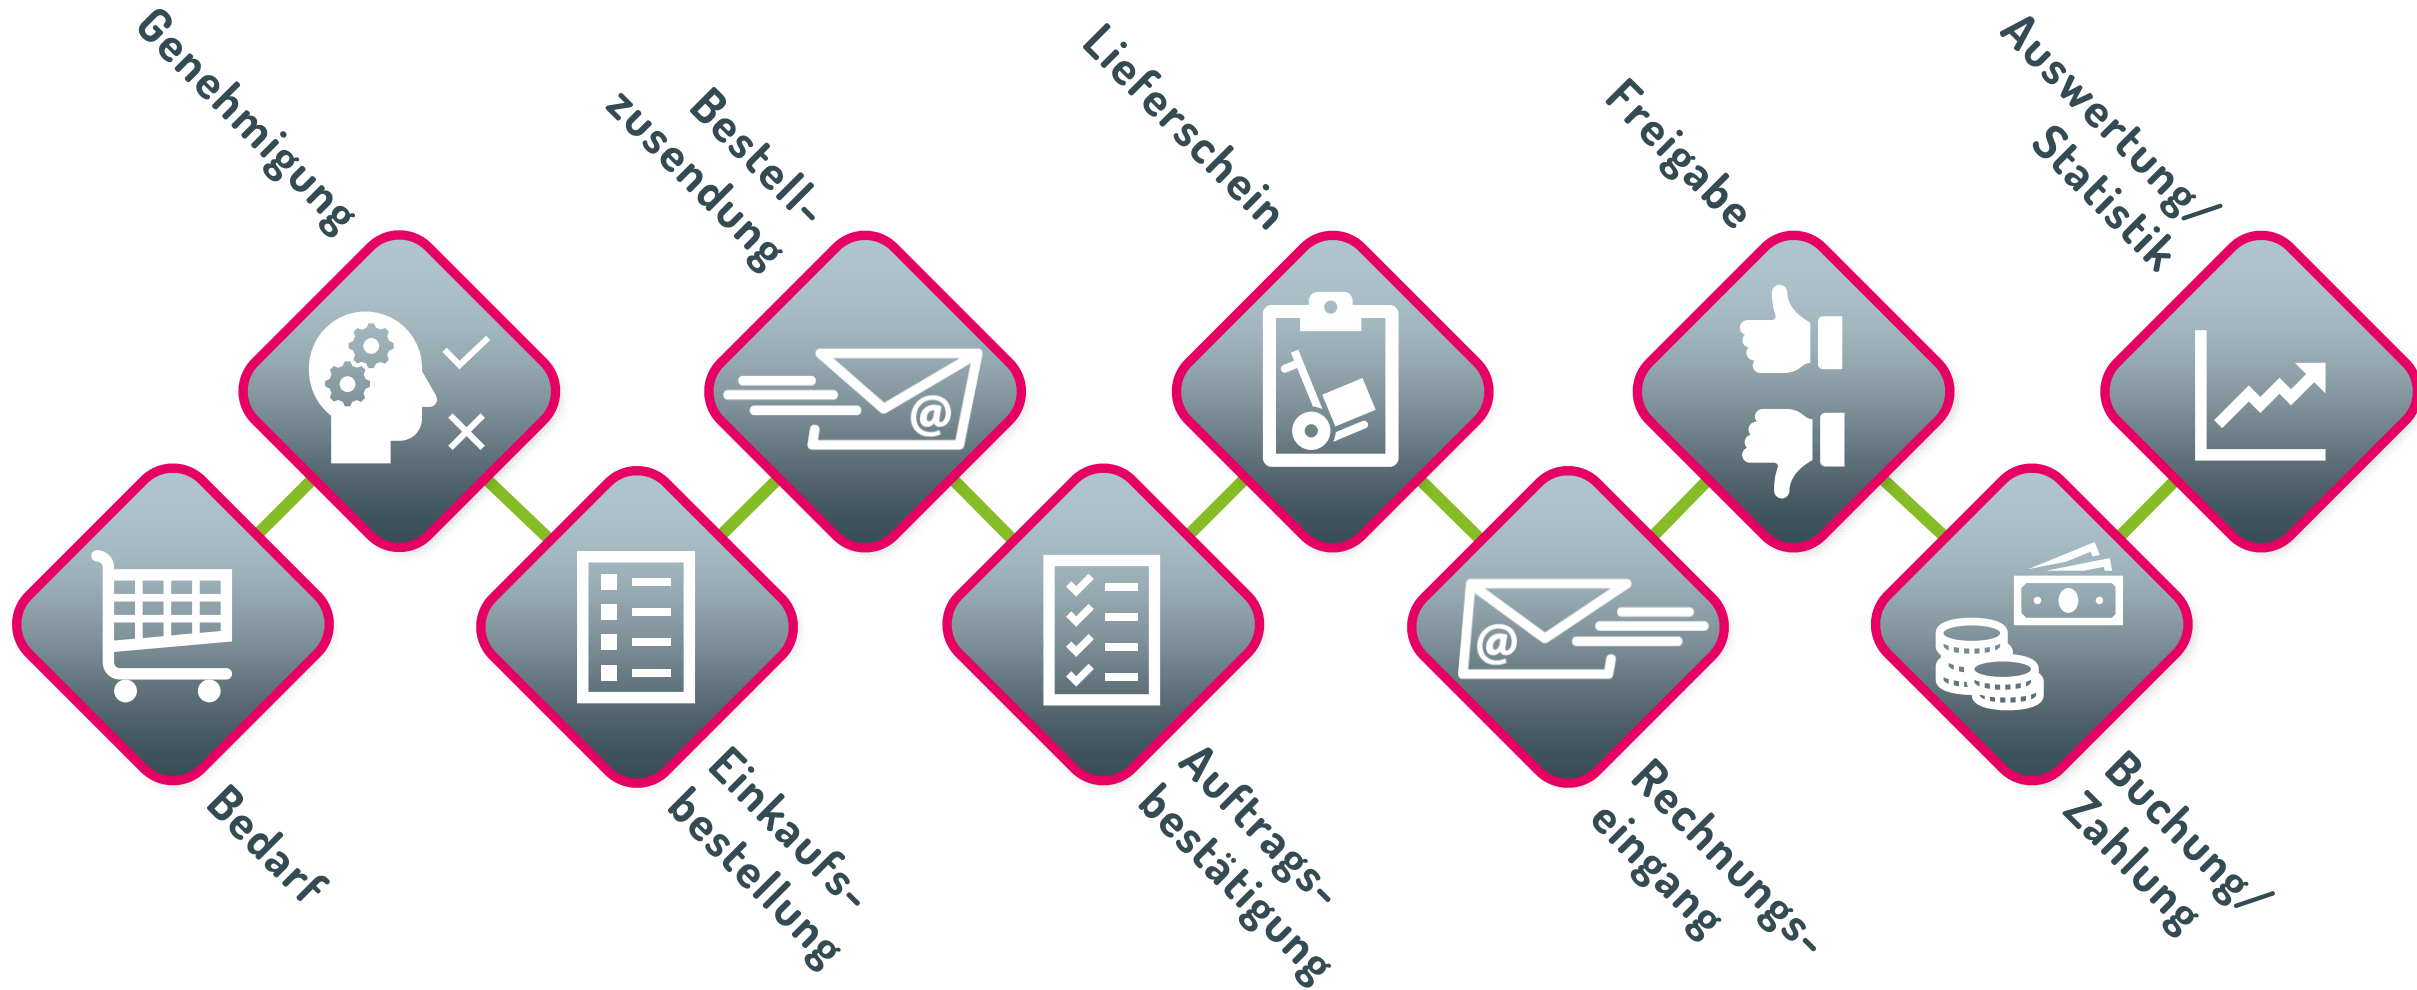 Genehmigung
Bestell-
zusendung
Lieferschein
Freigabe
Auswertung/
Statistik
@
@
Bedarf
Einkaufs-
bestellung
Auftrags-
bestätigung
Rechnungs-
eingang
Buchung/
Zahlung